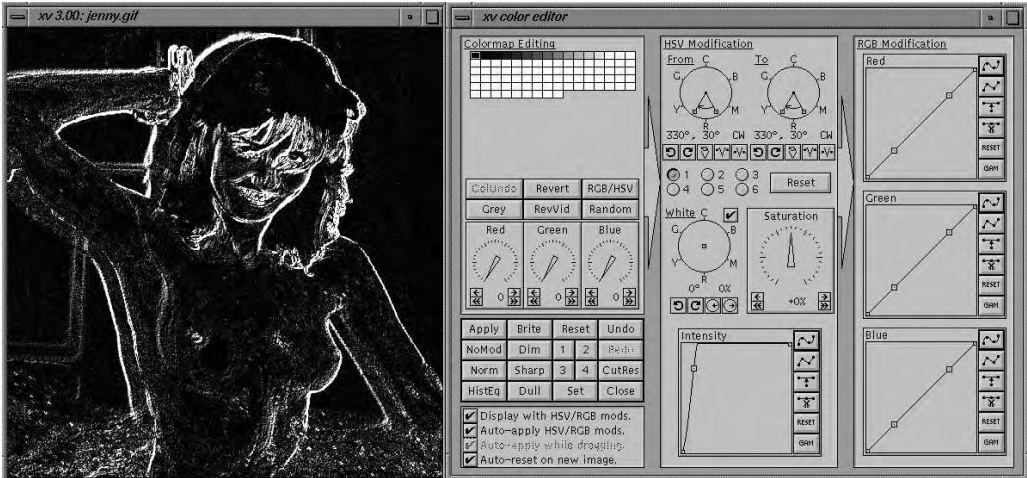 xv 3.00: jenny.gif
xv color editor
Colormap Editing
ColUndo Revert RGB/HSV
Grey RevVid Random
Red Green Blue
0 0 0
Apply Brite Reset Undo
NoMod Dim 1 2 Redo
Norm Sharp 3 4 CutRes
HistEq Dull Set Close
Display with HSV/RGB mods.
Auto-apply HSV/RGB mods.
Auto-apply while dragging.
Auto-reset on new image.
HSV Modification
From To
C C
G B G B
Y M Y M
R R
330°, 30° CW 330°, 30° CW
1 2 3
4 5 6
Reset
White
C
G B
Y M
R
0° 0%
Saturation
+0%
Intensity
RESET
GAM
RGB Modification
Red
RESET
GAM
Green
RESET
GAM
Blue
RESET
GAM